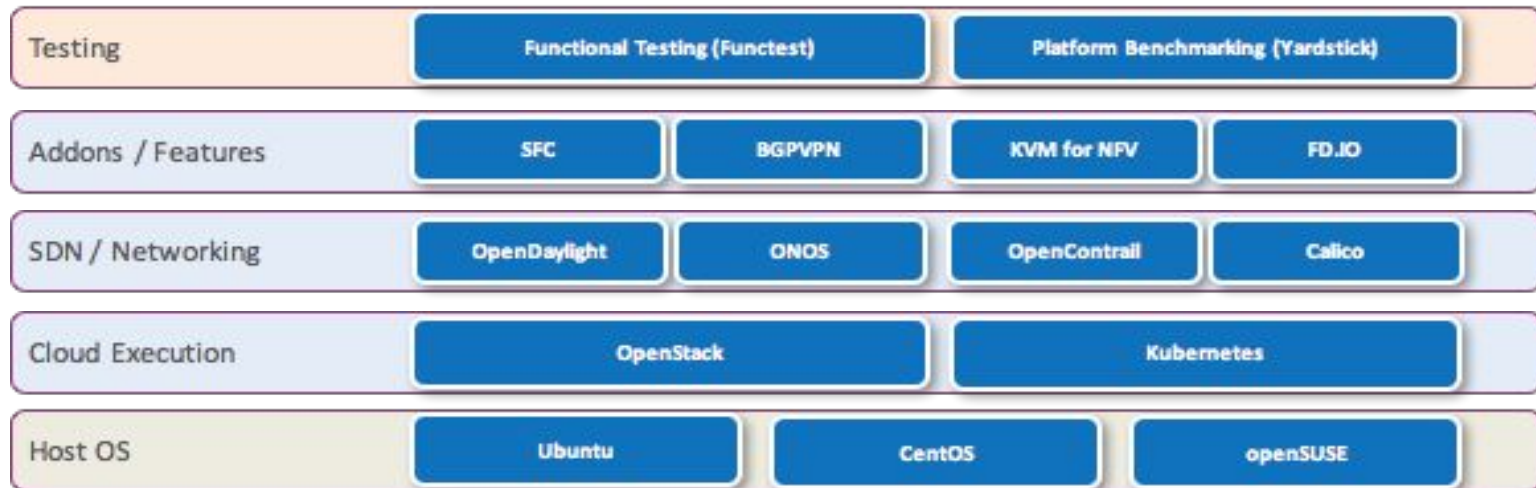 Testing
Functional Testing (Functest)
Platform Benchmarking (Yardstick)
Addons / Features
SFC
BGPVPN
KVM for NFV
FD.IO
SDN / Networking
OpenDaylight
ONOS
OpenContrail
Calico
Cloud Execution
OpenStack
Kubernetes
Host OS
Ubuntu
CentOS
openSUSE